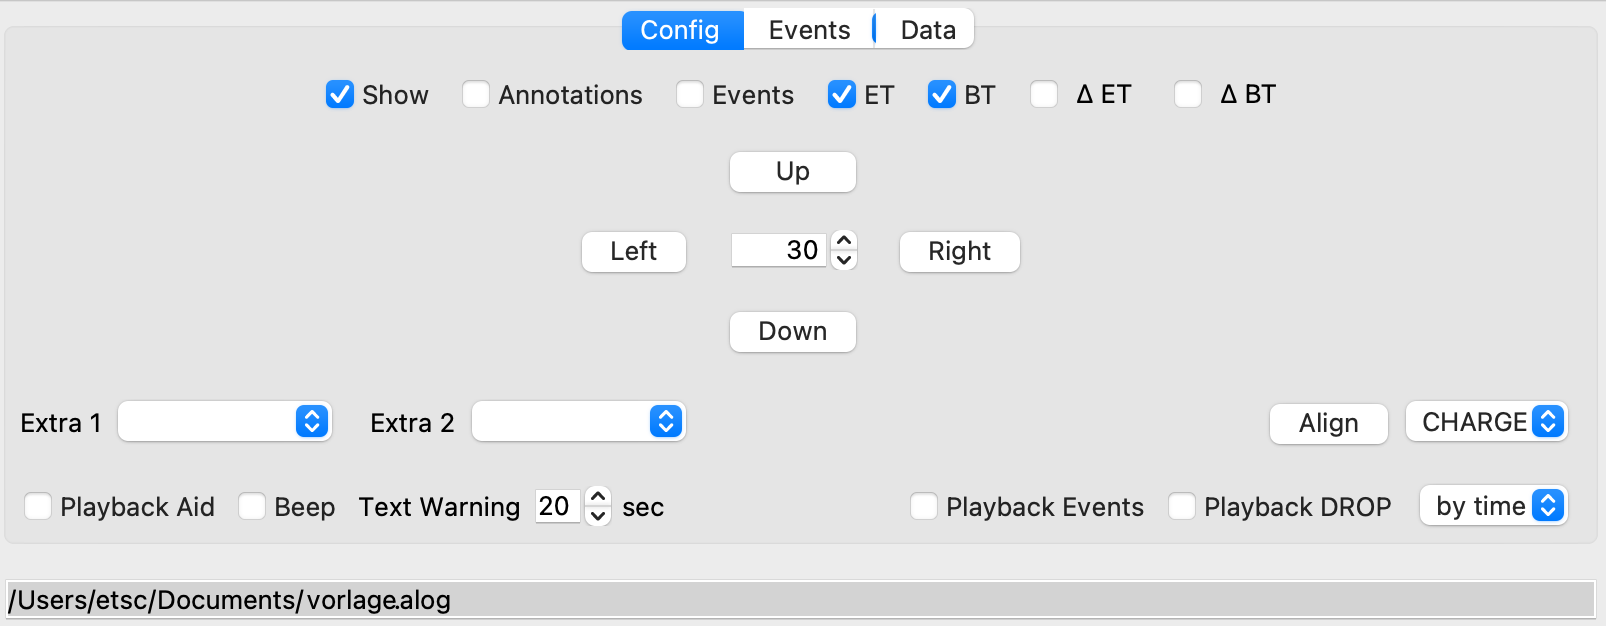 Config Events Data
Show Annotations Events ET BT Δ ET Δ BT
Up
Left 30 Right
Down
Extra 1 Extra 2 Align CHARGE
Playback Aid Beep Text Warning 20 sec Playback Events Playback DROP by time
/Users/etsc/Documents/vorlage.alog